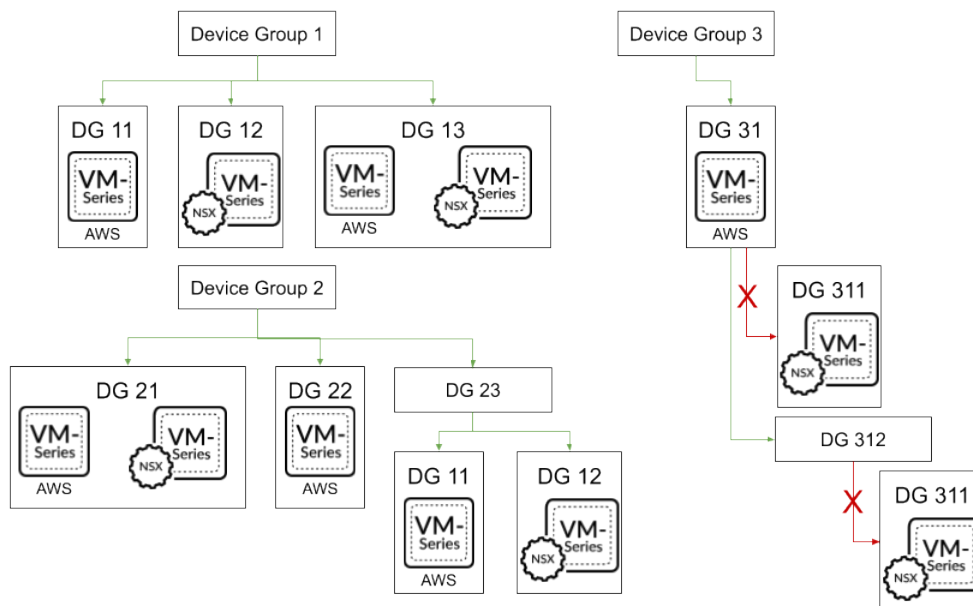 Device Group 1
DG 11
VM-
Series
AWS
DG 12
VM-
Series
NSX
DG 13
VM-
Series
AWS
VM-
Series
NSX
Device Group 2
DG 21
VM-
Series
AWS
VM-
Series
NSX
DG 22
VM-
Series
AWS
DG 23
DG 11
VM-
Series
AWS
DG 12
VM-
Series
NSX
Device Group 3
DG 31
VM-
Series
AWS
X
DG 311
VM-
Series
NSX
DG 312
X
DG 311
VM-
Series
NSX